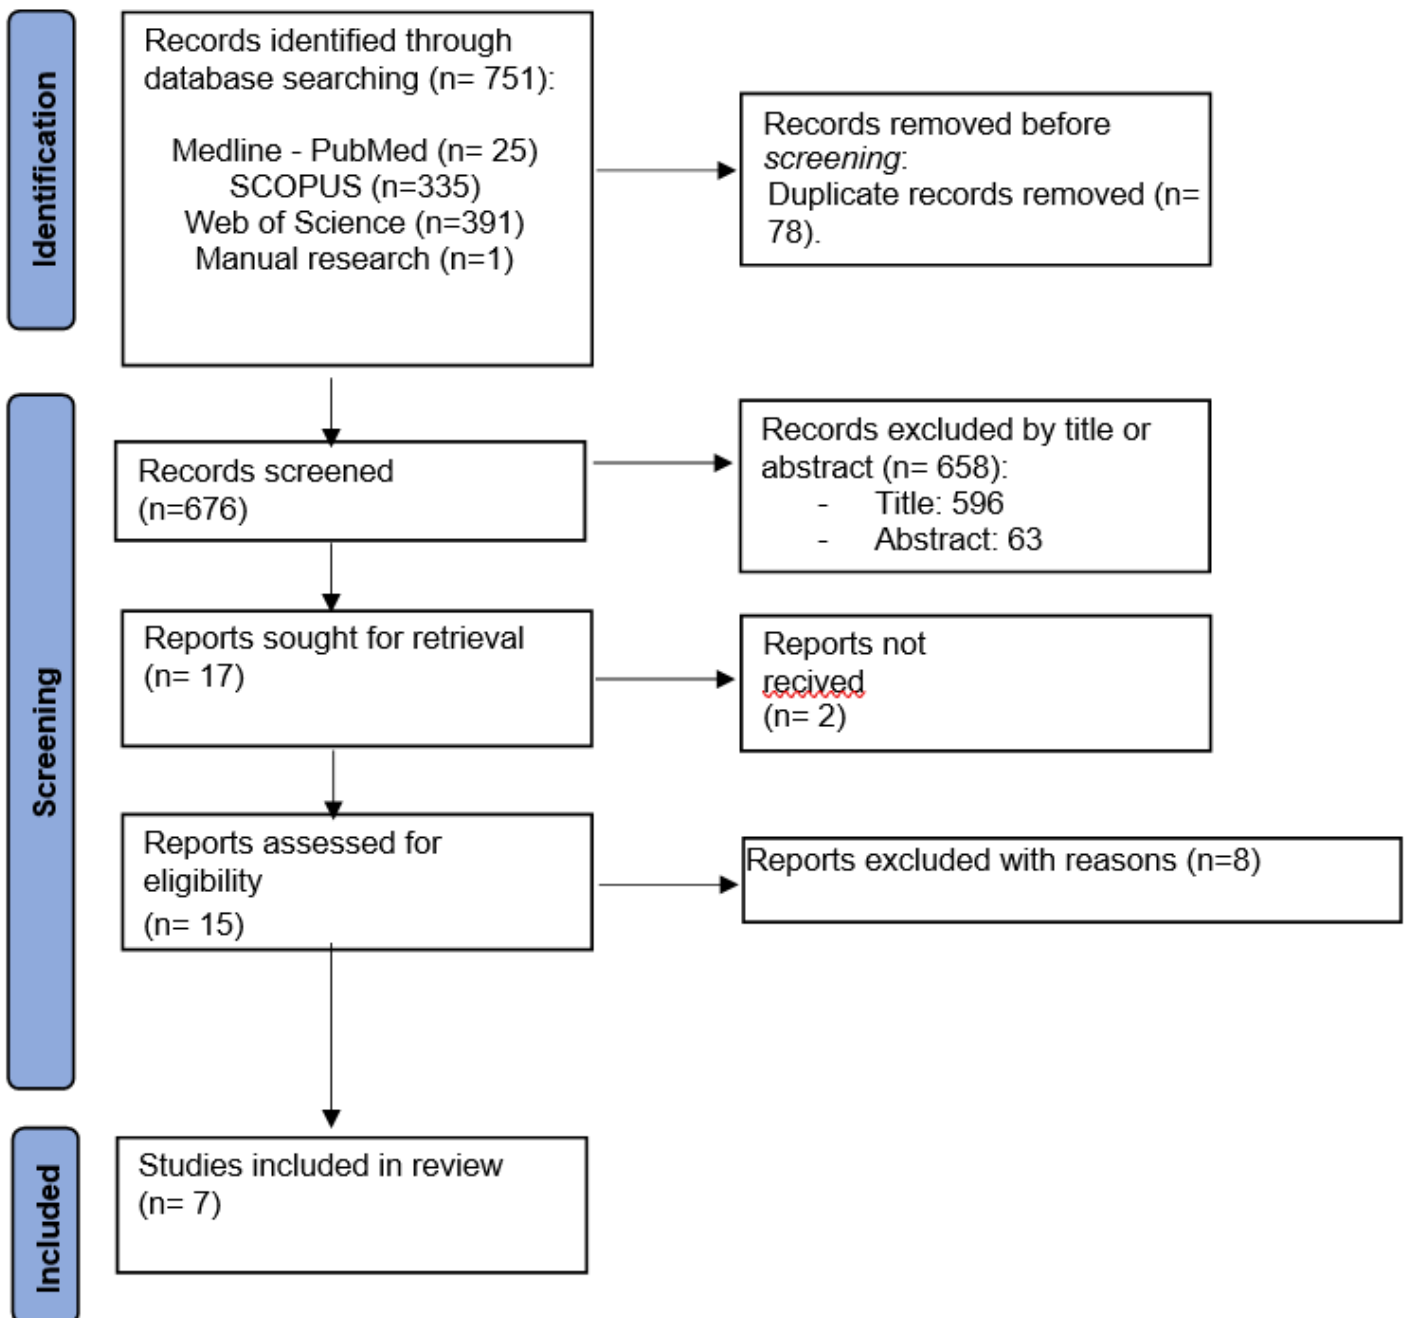 Identification
Records identified through
database searching (n= 751):
Medline - PubMed (n= 25)
SCOPUS (n=335)
Web of Science (n=391)
Manual research (n=1)
Records removed before
screening:
Duplicate records removed (n=
78).
Screening
Records screened
(n=676)
Records excluded by title or
abstract (n= 658):
- Title: 596
- Abstract: 63
Reports sought for retrieval
(n= 17)
Reports not
recived
(n= 2)
Reports assessed for
eligibility
(n= 15)
Reports excluded with reasons (n=8)
Included
Studies included in review
(n= 7)